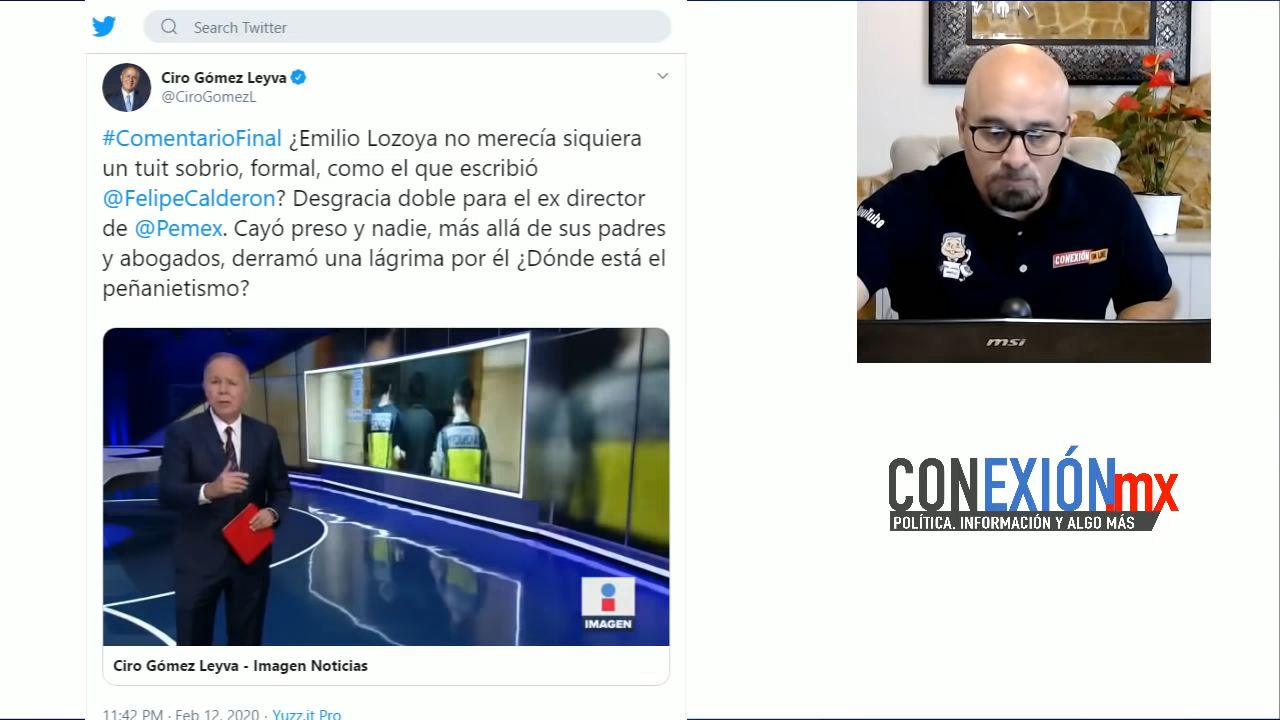 Search Twitter
Ciro Gómez Leyva
@CiroGomezL
#ComentarioFinal ¿Emilio Lozoya no merecía siquiera
un tuit sobrio, formal, como el que escribió
@FelipeCalderon? Desgracia doble para el ex director
de @Pemex. Cayó preso y nadie, más allá de sus padres
y abogados, derramó una lágrima por él ¿Dónde está el
peñanietismo?
IMAGEN
Ciro Gómez Leyva - Imagen Noticias
11:42 PM · Feb 12, 2020 · Yuzz.it Pro
YouTube
CONEXIÓN
msi
CONEXIÓN.mx
POLÍTICA. INFORMACIÓN Y ALGO MÁS